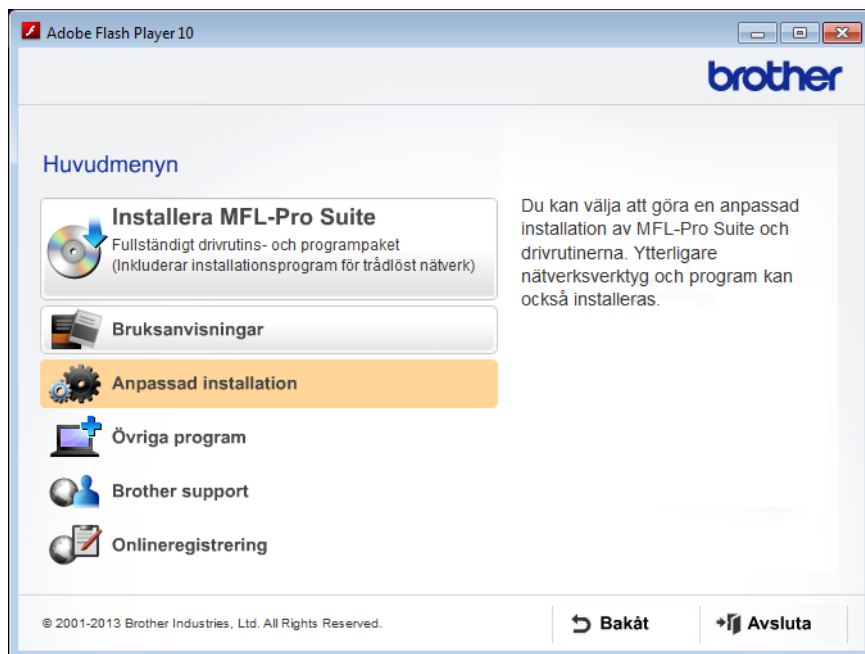 Adobe Flash Player 10
brother
Huvudmenyn
Installera MFL-Pro Suite
Fullständigt drivrutins- och programpaket
(Inkluderar installationsprogram för trådlöst nätverk)
Bruksanvisningar
Anpassad installation
Övriga program
Brother support
Onlineregistrering
Du kan välja att göra en anpassad
installation av MFL-Pro Suite och
drivrutinerna. Ytterligare
nätverksverktyg och program kan
också installeras.
© 2001-2013 Brother Industries, Ltd. All Rights Reserved.
Bakåt
Avsluta